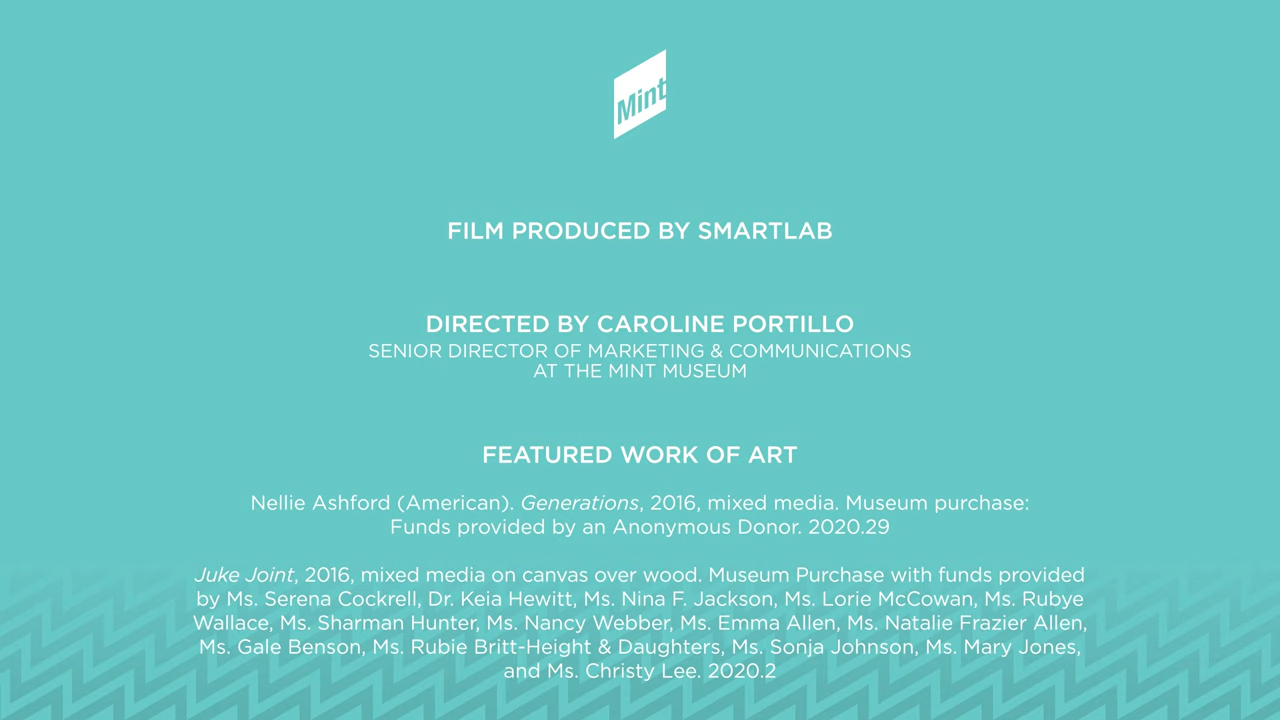 Mint
FILM PRODUCED BY SMARTLAB
DIRECTED BY CAROLINE PORTILLO
SENIOR DIRECTOR OF MARKETING & COMMUNICATIONS
AT THE MINT MUSEUM
FEATURED WORK OF ART
Nellie Ashford (American). Generations, 2016, mixed media. Museum purchase:
Funds provided by an Anonymous Donor. 2020.29
Juke Joint, 2016, mixed media on canvas over wood. Museum Purchase with funds provided
by Ms. Serena Cockrell, Dr. Keia Hewitt, Ms. Nina F. Jackson, Ms. Lorie McCowan, Ms. Rubye
Wallace, Ms. Sharman Hunter, Ms. Nancy Webber, Ms. Emma Allen, Ms. Natalie Frazier Allen,
Ms. Gale Benson, Ms. Rubie Britt-Height & Daughters, Ms. Sonja Johnson, Ms. Mary Jones,
and Ms. Christy Lee. 2020.2